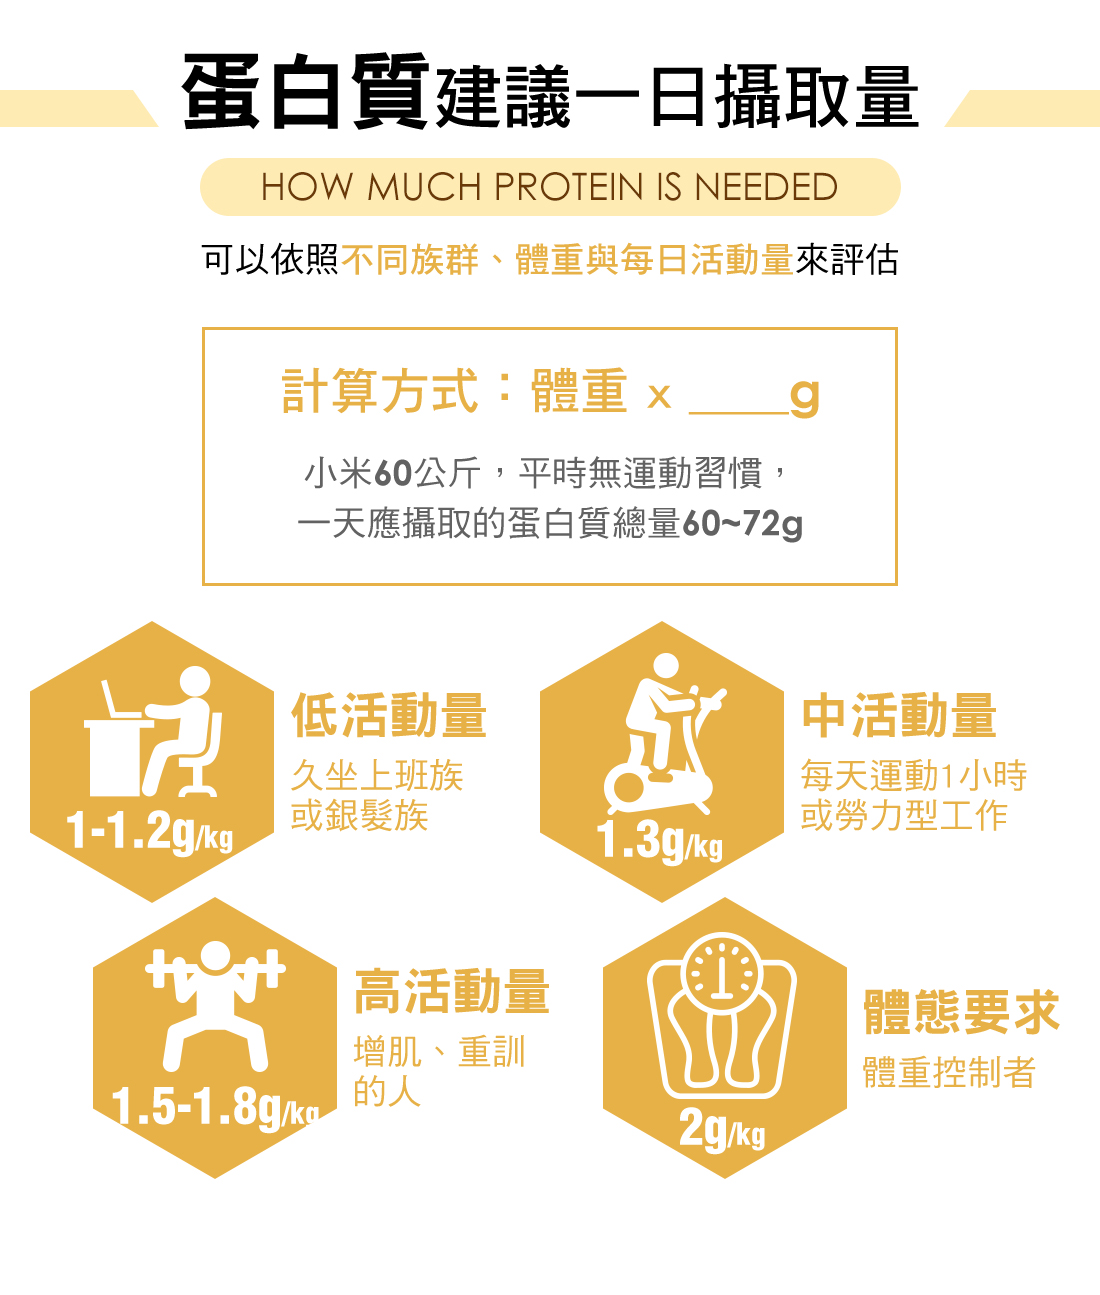 蛋白質建議一日攝取量
HOW MUCH PROTEIN IS NEEDED
可以依照不同族群、體重與每日活動量來評估
計算方式：體重 x ____g
小米60公斤，平時無運動習慣，
一天應攝取的蛋白質總量60~72g
低活動量
久坐上班族
或銀髮族
1-1.2g/kg
中活動量
每天運動1小時
或勞力型工作
1.3g/kg
高活動量
增肌、重訓
的人
1.5-1.8g/kg
體態要求
體重控制者
2g/kg